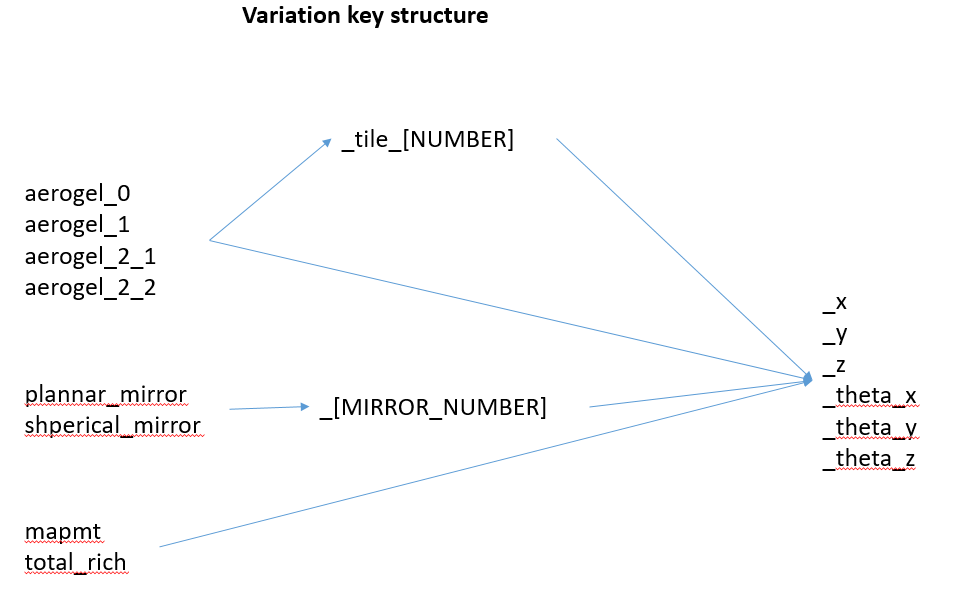 Variation key structure
_tile_[NUMBER]
aerogel_0
aerogel_1
aerogel_2_1
aerogel_2_2
_x
_y
_z
_theta_x
_theta_y
_theta_z
plannar_mirror
shperical_mirror
_[MIRROR_NUMBER]
mapmt
total_rich